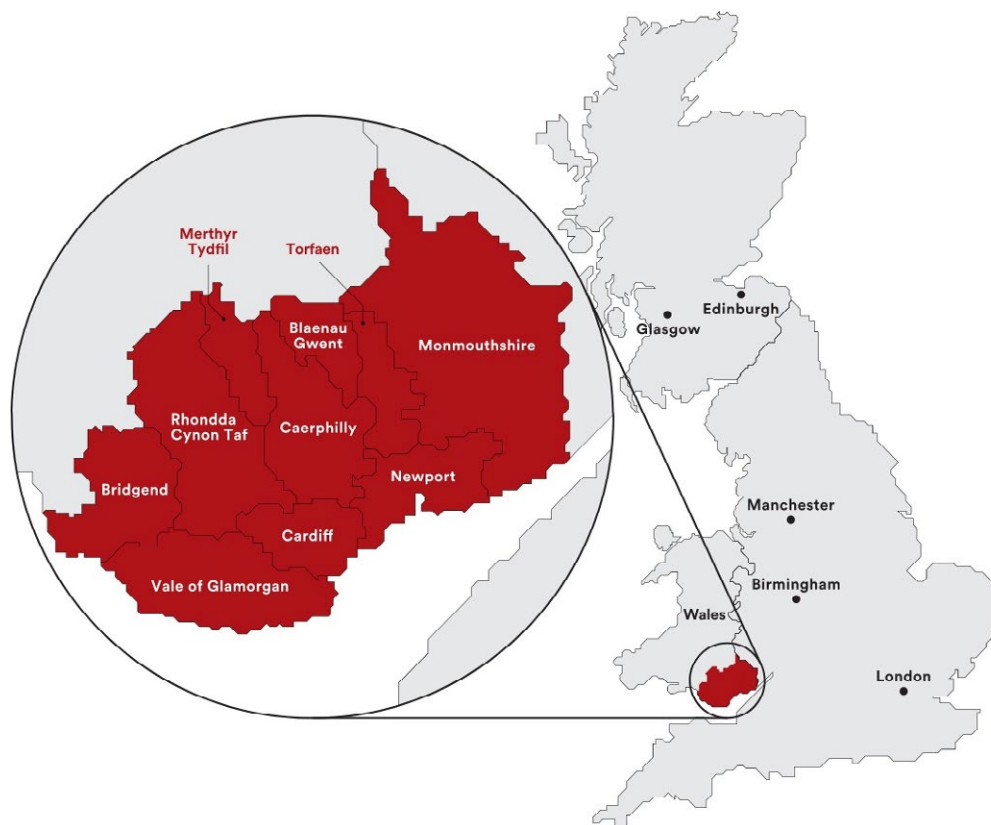 Merthyr
Tydfil
Torfaen
Blaenau
Gwent
Monmouthshire
Rhondda
Cynon Taf
Caerphilly
Bridgend
Newport
Cardiff
Vale of Glamorgan
Edinburgh
Glasgow
Manchester
Birmingham
Wales
London